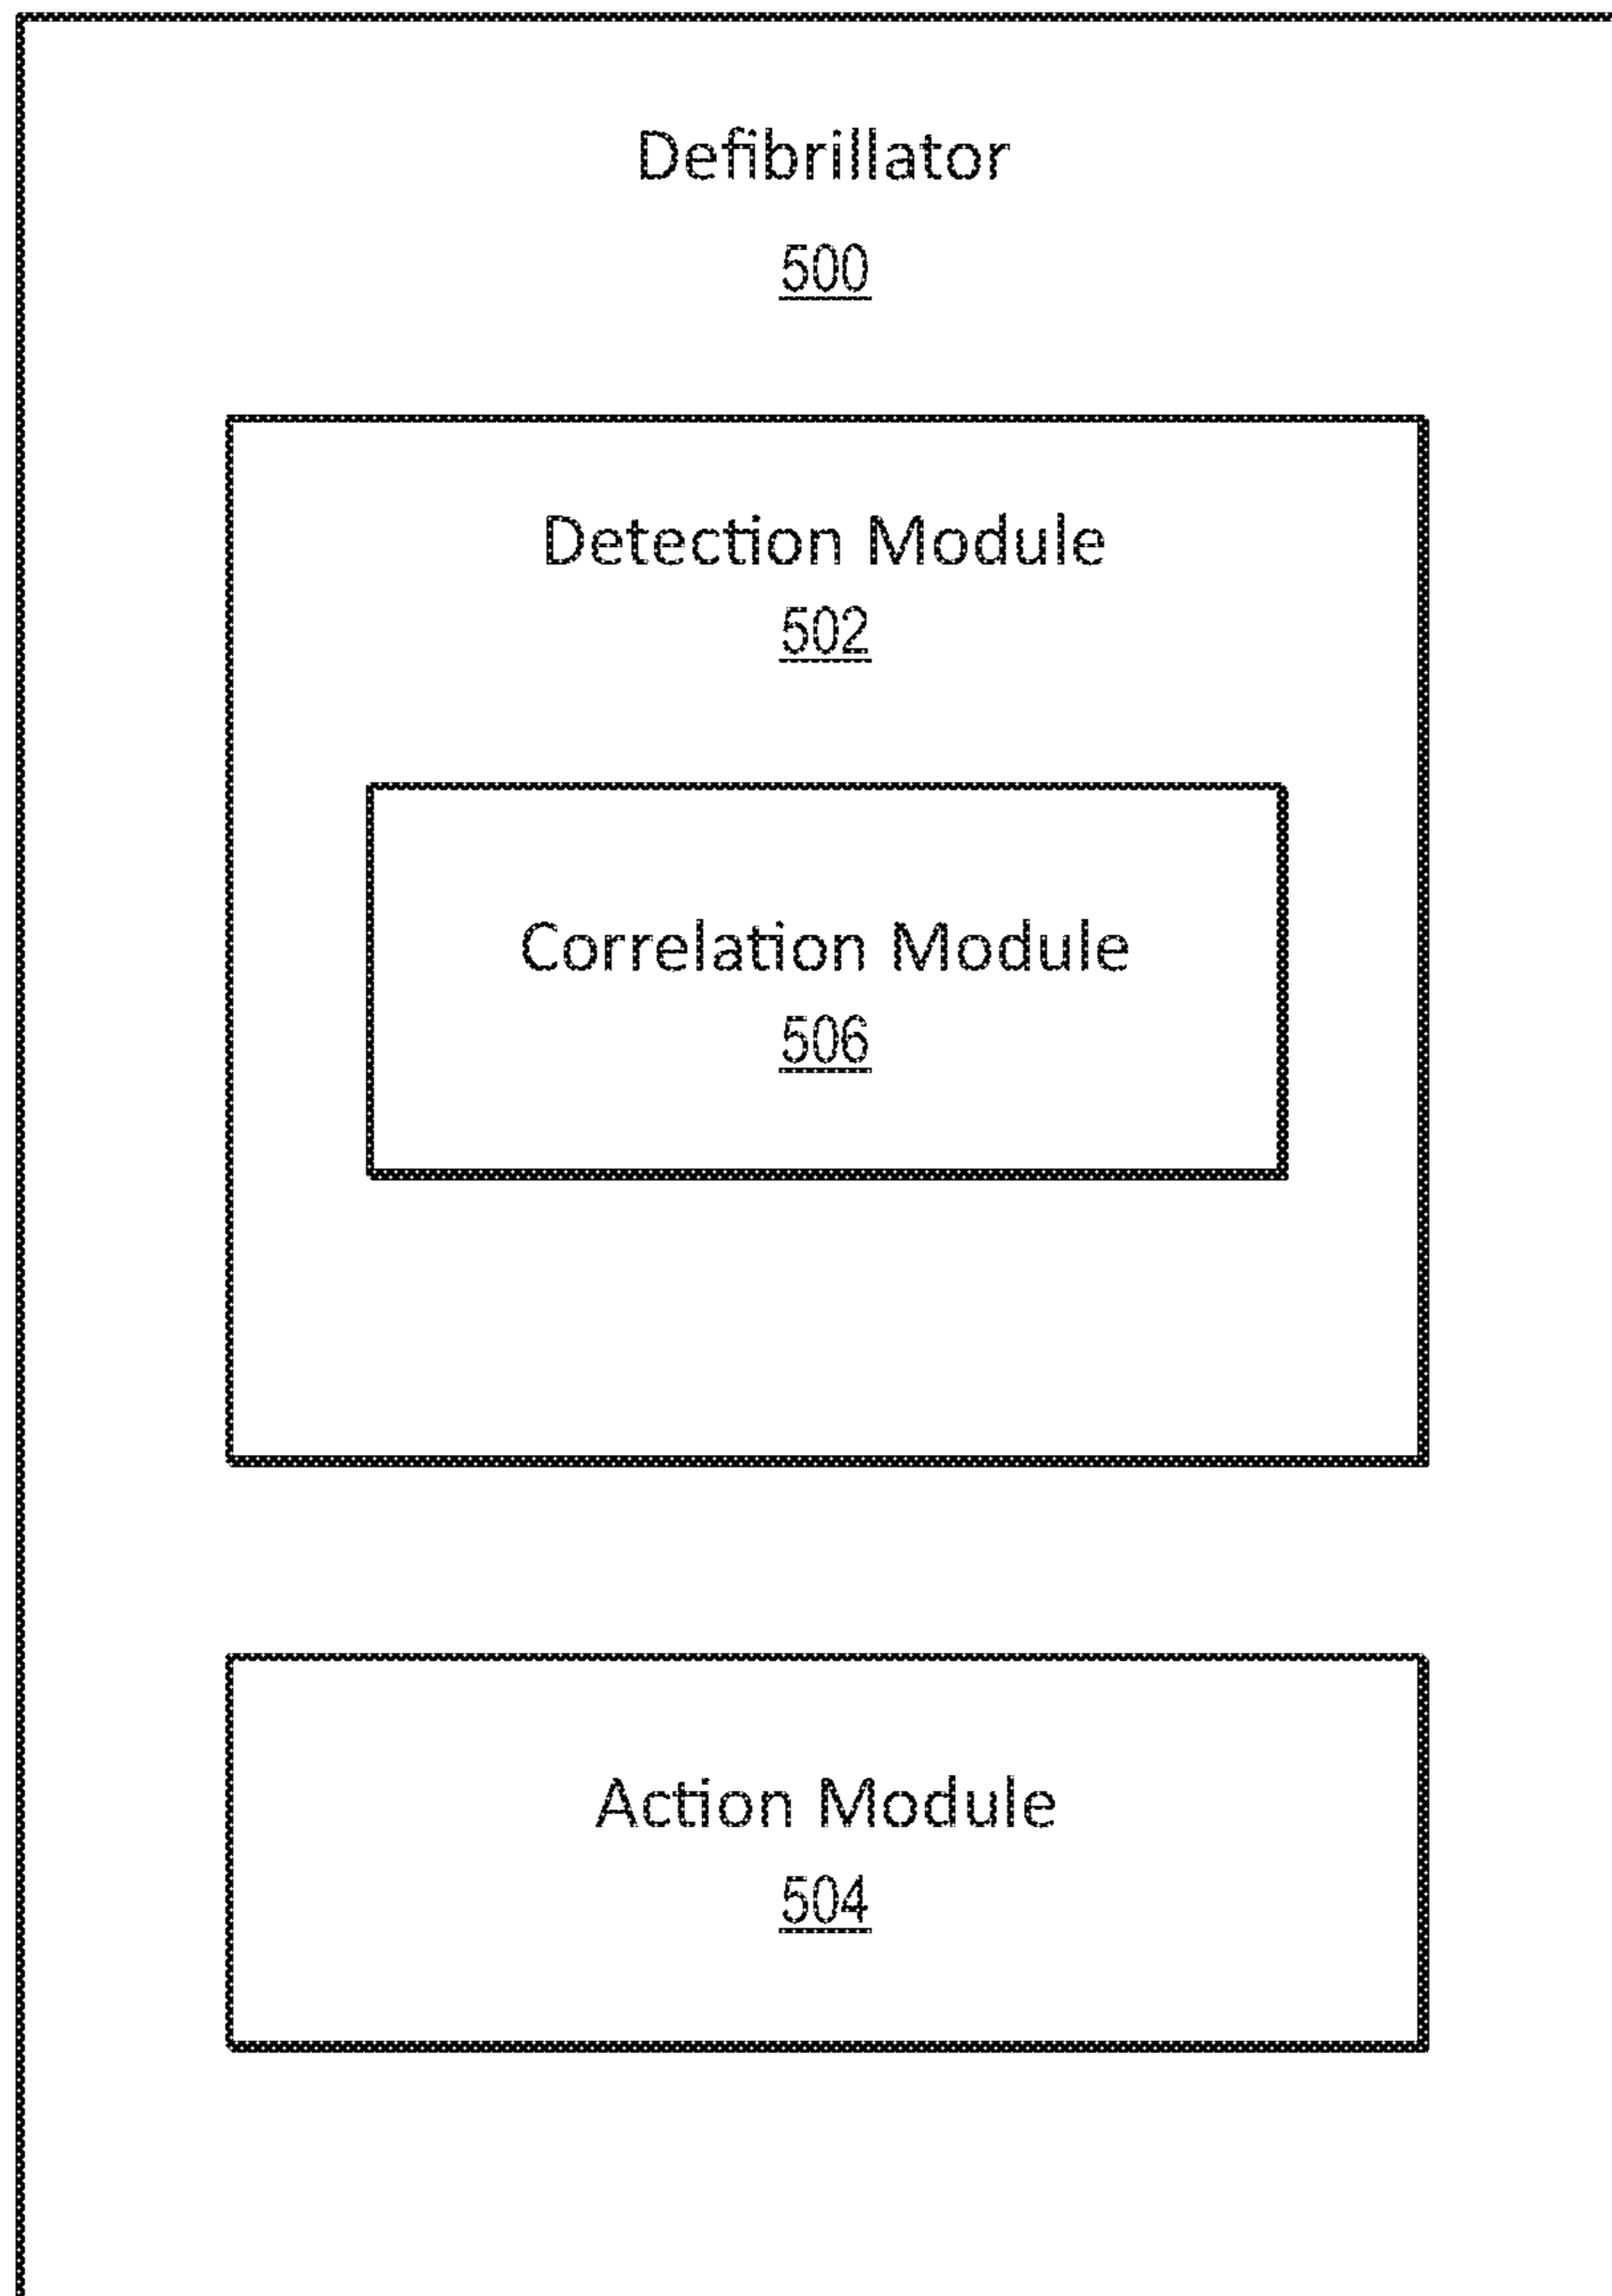 Defibrillator
500
Detection Module
502
Correlation Module
506
Action Module
504